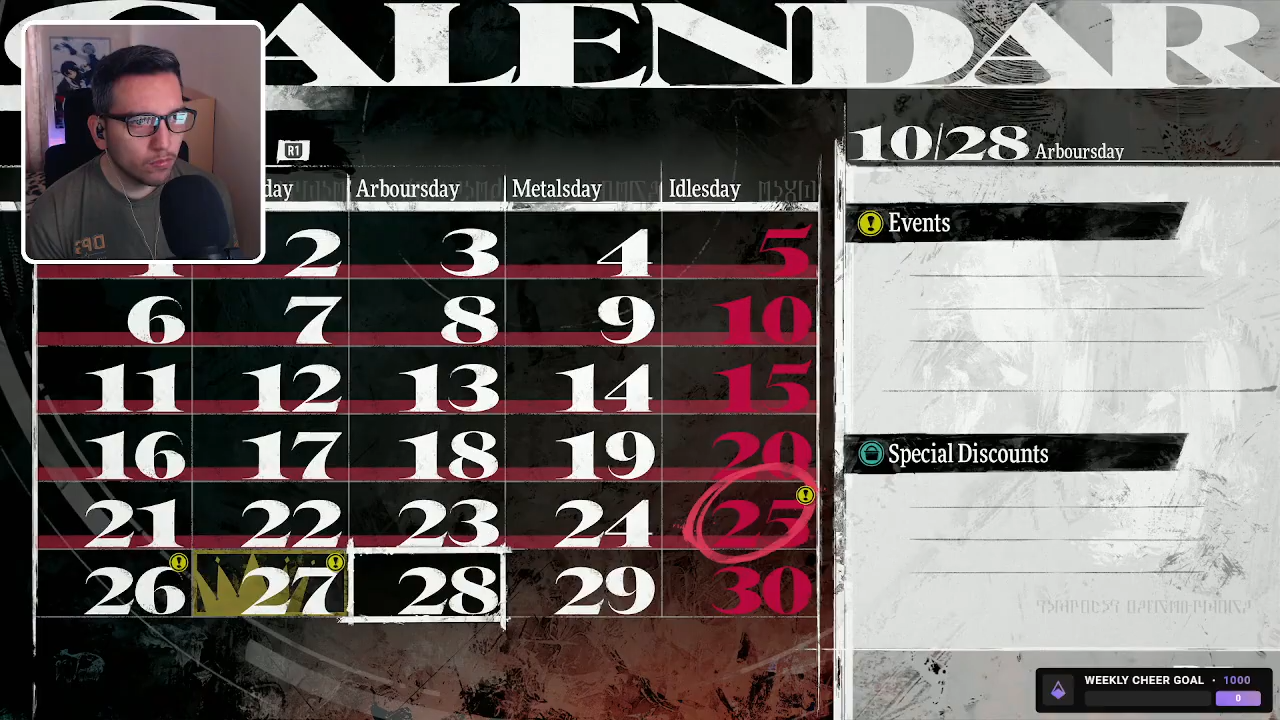 CALENDAR
R1
10/28 Arboursday
day Arboursday Metalsday Idlesday
Events
1 2 3 4 5
6 7 8 9 10
11 12 13 14 15
16 17 18 19 20
21 22 23 24 25
26 27 28 29 30
Special Discounts
WEEKLY CHEER GOAL · 1000
0